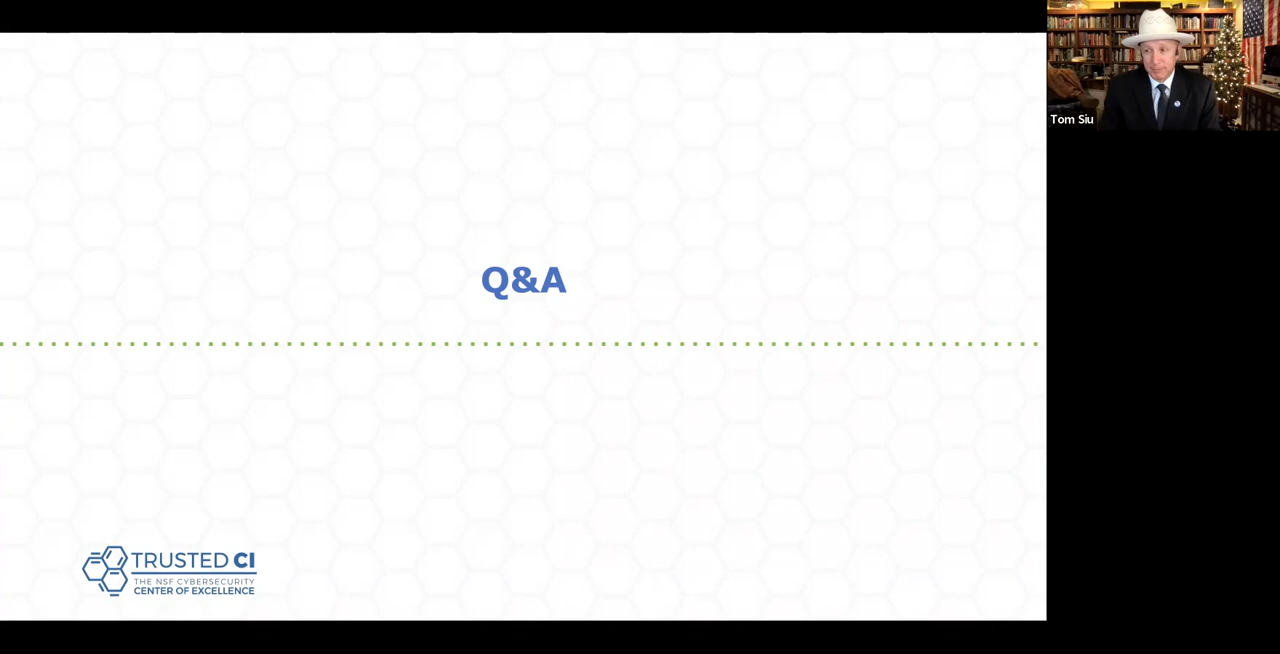 Q&A
TRUSTED CI
THE NSF CYBERSECURITY
CENTER OF EXCELLENCE
Tom Siu